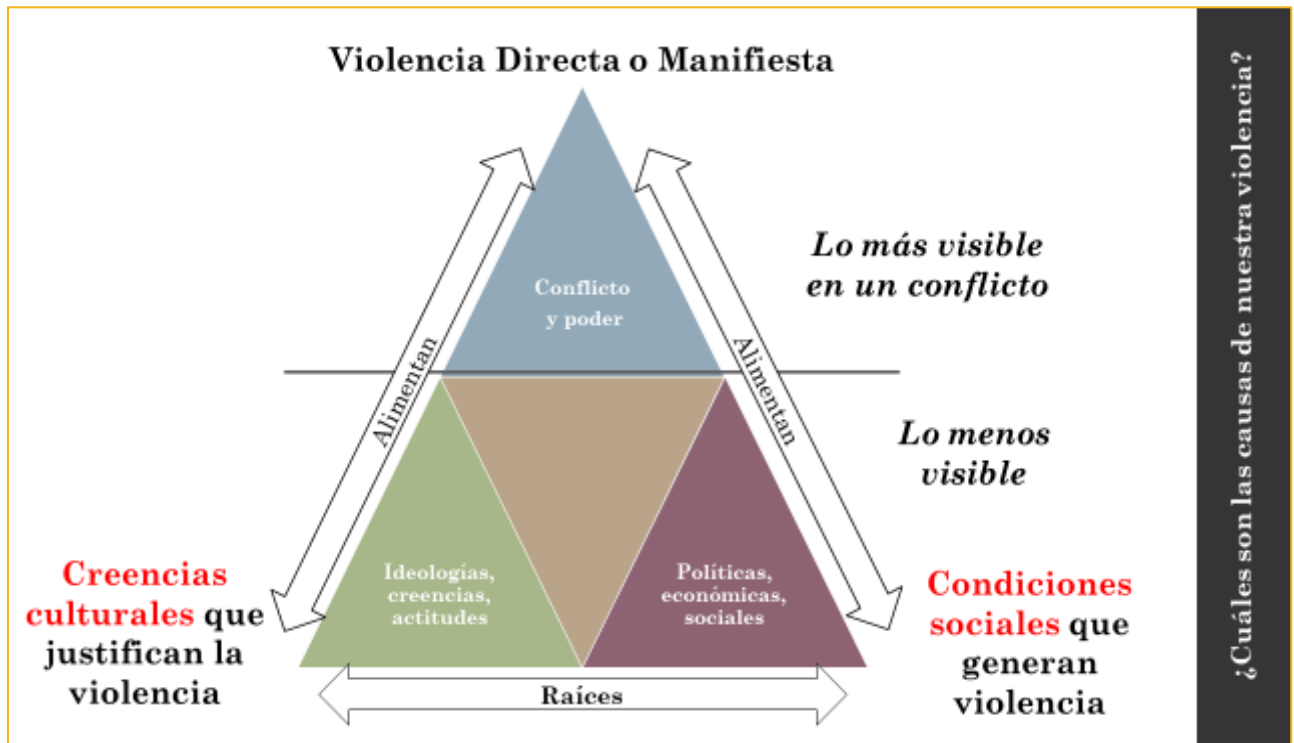 Violencia Directa o Manifiesta
Conflicto
y poder
Lo más visible
en un conflicto
Alimentan
Alimentan
Lo menos
visible
Creencias
culturales que
justifican la
violencia
Ideologías,
creencias,
actitudes
Políticas,
económicas,
sociales
Condiciones
sociales que
generan
violencia
Raíces
¿Cuáles son las causas de nuestra violencia?